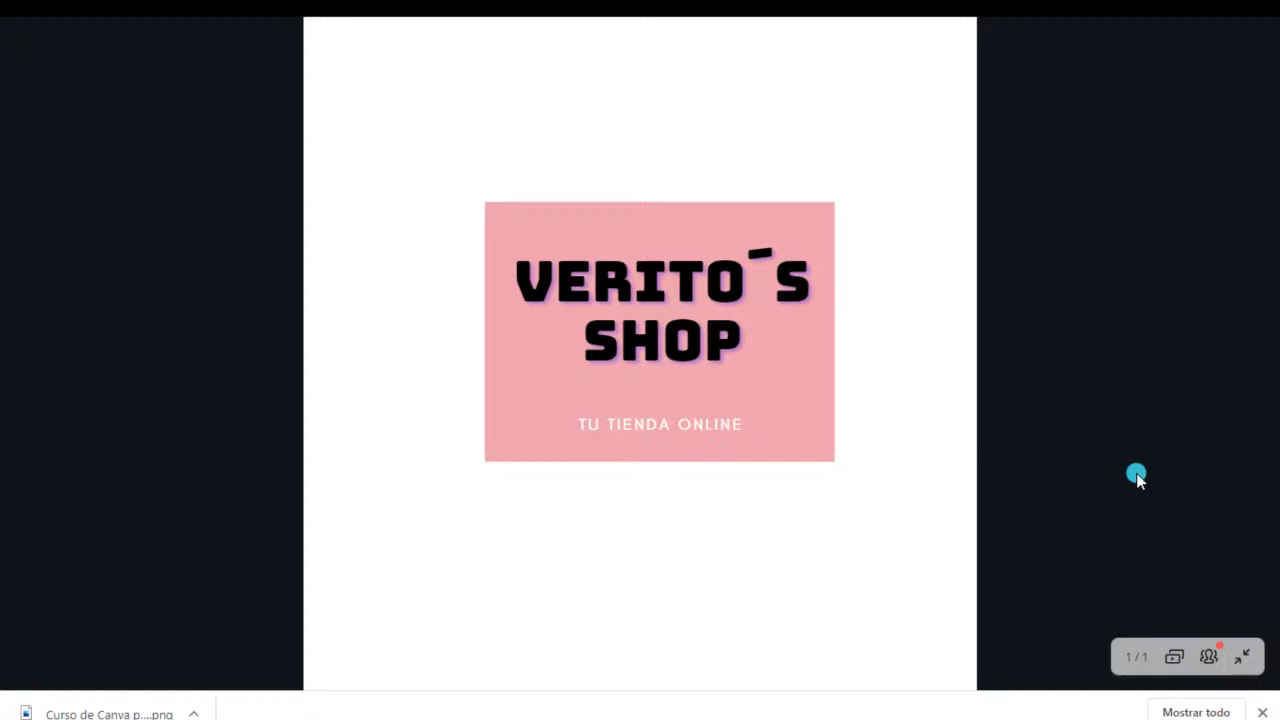 VERITO´S
SHOP
TU TIENDA ONLINE
1 / 1
Curso de Canva p....png
Mostrar todo